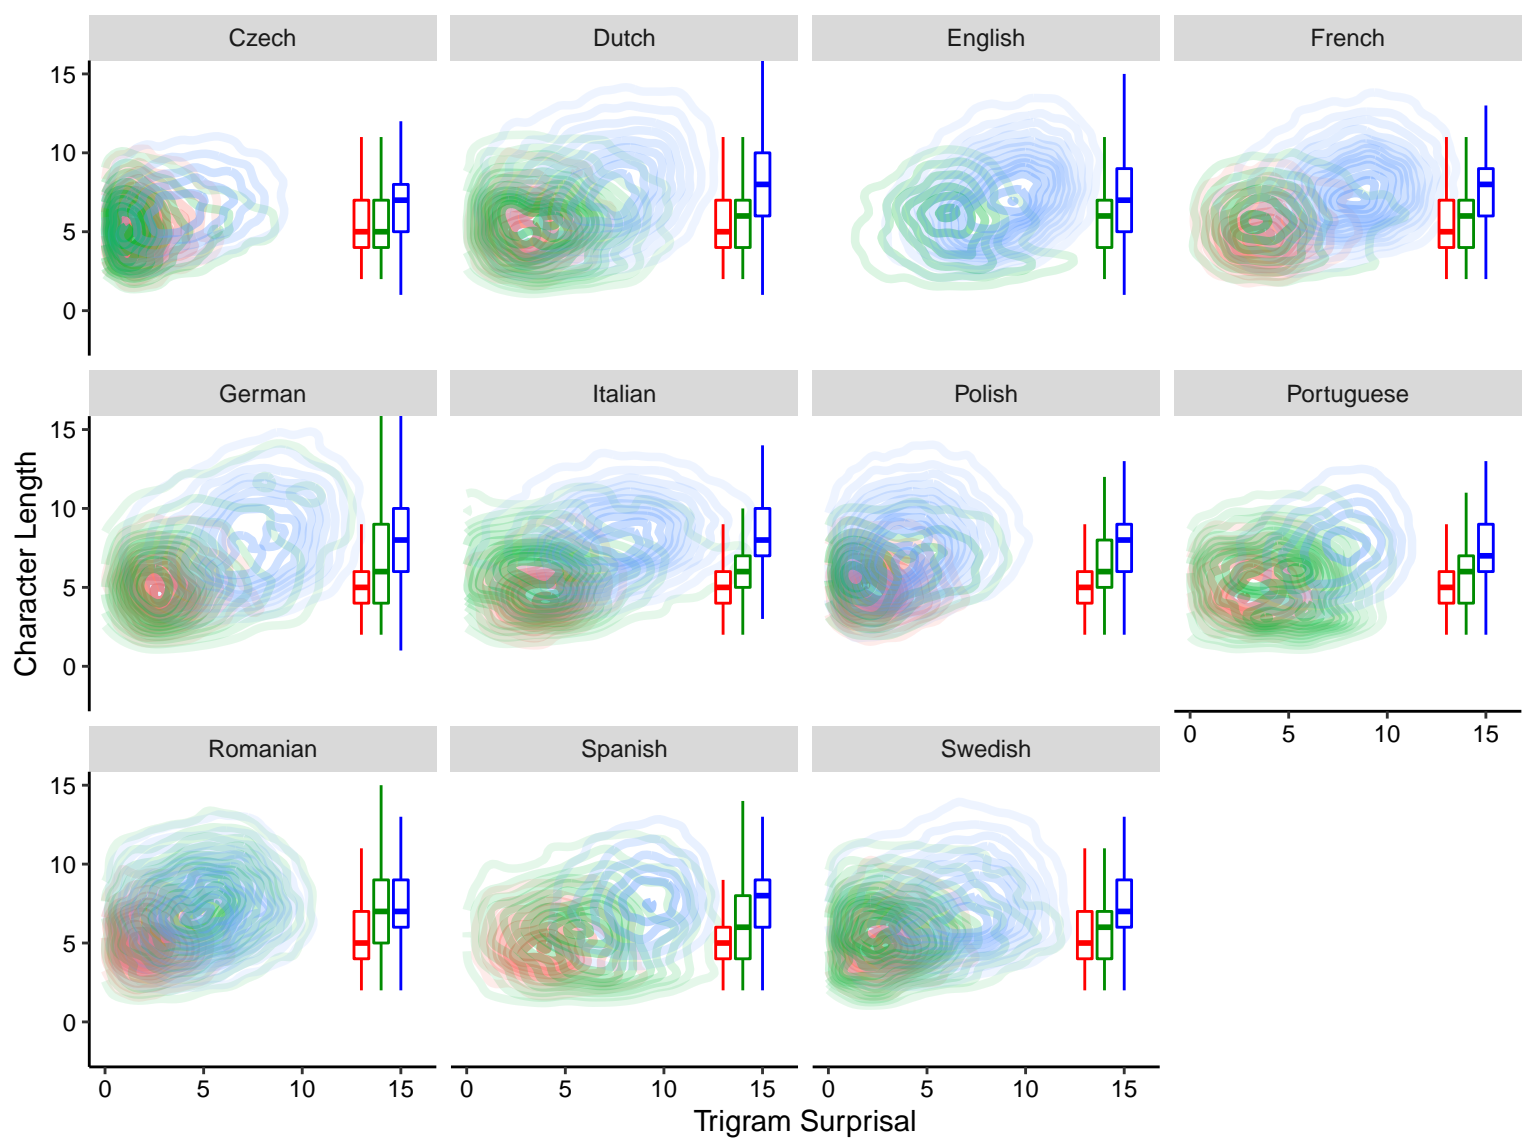 Czech Dutch English French
15
10
5
0
German Italian Polish Portuguese
15
10
5
0
0 5 10 15
Romanian Spanish Swedish
15
10
5
0
0 5 10 15 0 5 10 15 0 5 10 15
Trigram Surprisal
Character Length